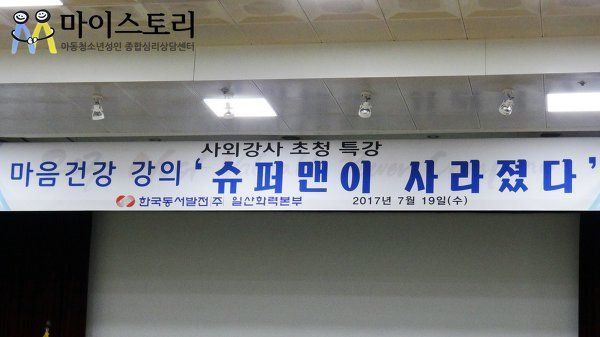 마이스토리
아동청소년성인 종합심리상담센터
사외강사 초청 특강
마음건강 강의 '슈퍼맨이 사라졌다'
한국동서발전㈜ 일산화력본부 2017년 7월 19일(수)